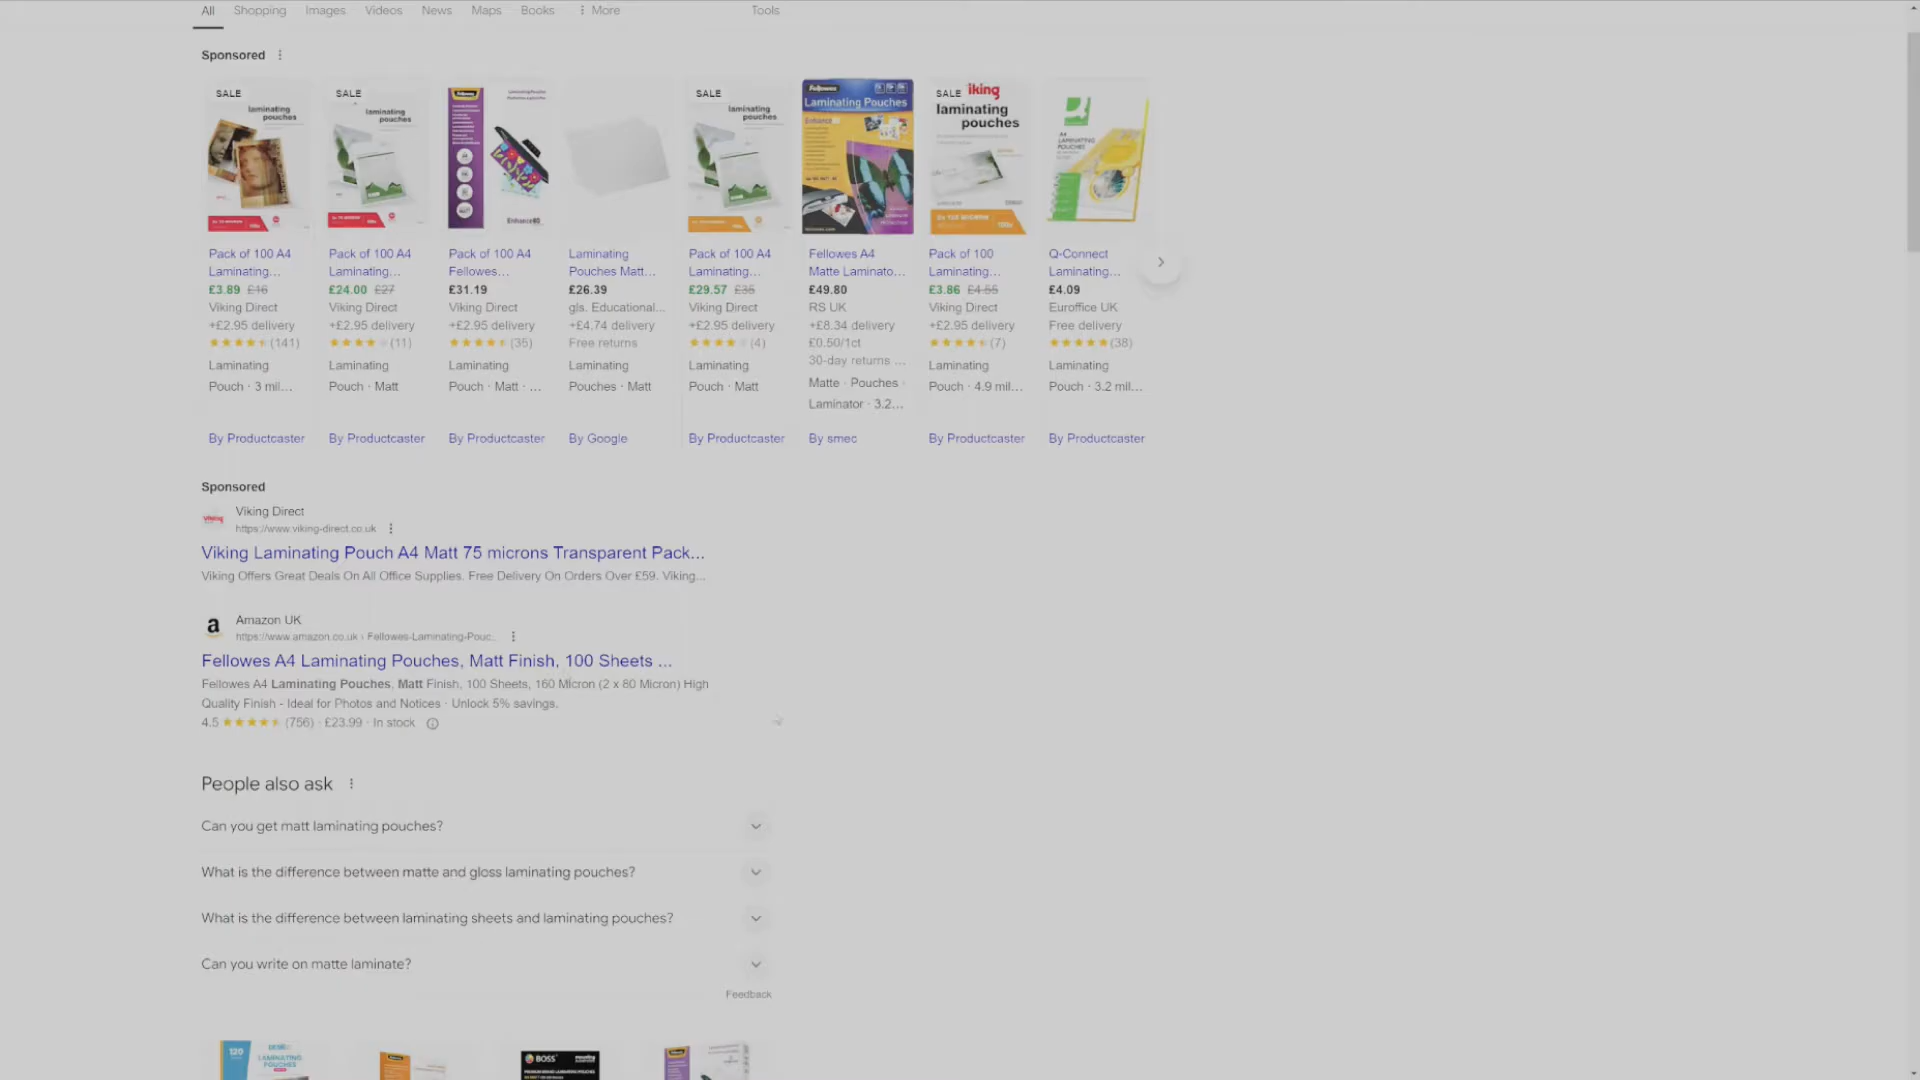 All Shopping Images Videos News Maps Books More Tools
Sponsored
SALE SALE SALE SALE
laminating pouches
laminating pouches
Fellowes
Laminating Pouches
Enhance80
laminating pouches
Fellowes
Laminating Pouches
Enhance
iking
laminating pouches
A4 LAMINATING POUCHES
Pack of 100 A4 Laminating...
£3.89 £16
Viking Direct
+£2.95 delivery
(141)
Laminating
Pouch · 3 mil...
By Productcaster
Pack of 100 A4 Laminating...
£24.00 £27
Viking Direct
+£2.95 delivery
(11)
Laminating
Pouch · Matt
By Productcaster
Pack of 100 A4 Fellowes...
£31.19
Viking Direct
+£2.95 delivery
(35)
Laminating
Pouch · Matt · ...
By Productcaster
Laminating Pouches Matt...
£26.39
gls. Educational...
+£4.74 delivery
Free returns
Laminating
Pouches · Matt
By Google
Pack of 100 A4 Laminating...
£29.57 £35
Viking Direct
+£2.95 delivery
(4)
Laminating
Pouch · Matt
By Productcaster
Fellowes A4 Matte Laminato...
£49.80
RS UK
+£8.34 delivery
£0.50/1ct
30-day returns ...
Matte · Pouches ·
Laminator · 3.2...
By smec
Pack of 100 Laminating...
£3.86 £4.55
Viking Direct
+£2.95 delivery
(7)
Laminating
Pouch · 4.9 mil...
By Productcaster
Q-Connect Laminating...
£4.09
Euroffice UK
Free delivery
(38)
Laminating
Pouch · 3.2 mil...
By Productcaster
Sponsored
Viking Direct
https://www.viking-direct.co.uk
Viking Laminating Pouch A4 Matt 75 microns Transparent Pack...
Viking Offers Great Deals On All Office Supplies. Free Delivery On Orders Over £59. Viking...
Amazon UK
https://www.amazon.co.uk › Fellowes-Laminating-Pouc...
Fellowes A4 Laminating Pouches, Matt Finish, 100 Sheets ...
Fellowes A4 Laminating Pouches, Matt Finish, 100 Sheets, 160 Micron (2 x 80 Micron) High
Quality Finish - Ideal for Photos and Notices · Unlock 5% savings.
4.5 (756) · £23.99 · In stock
People also ask
Can you get matt laminating pouches?
What is the difference between matte and gloss laminating pouches?
What is the difference between laminating sheets and laminating pouches?
Can you write on matte laminate?
Feedback
120 LAMINATING POUCHES
BOSS